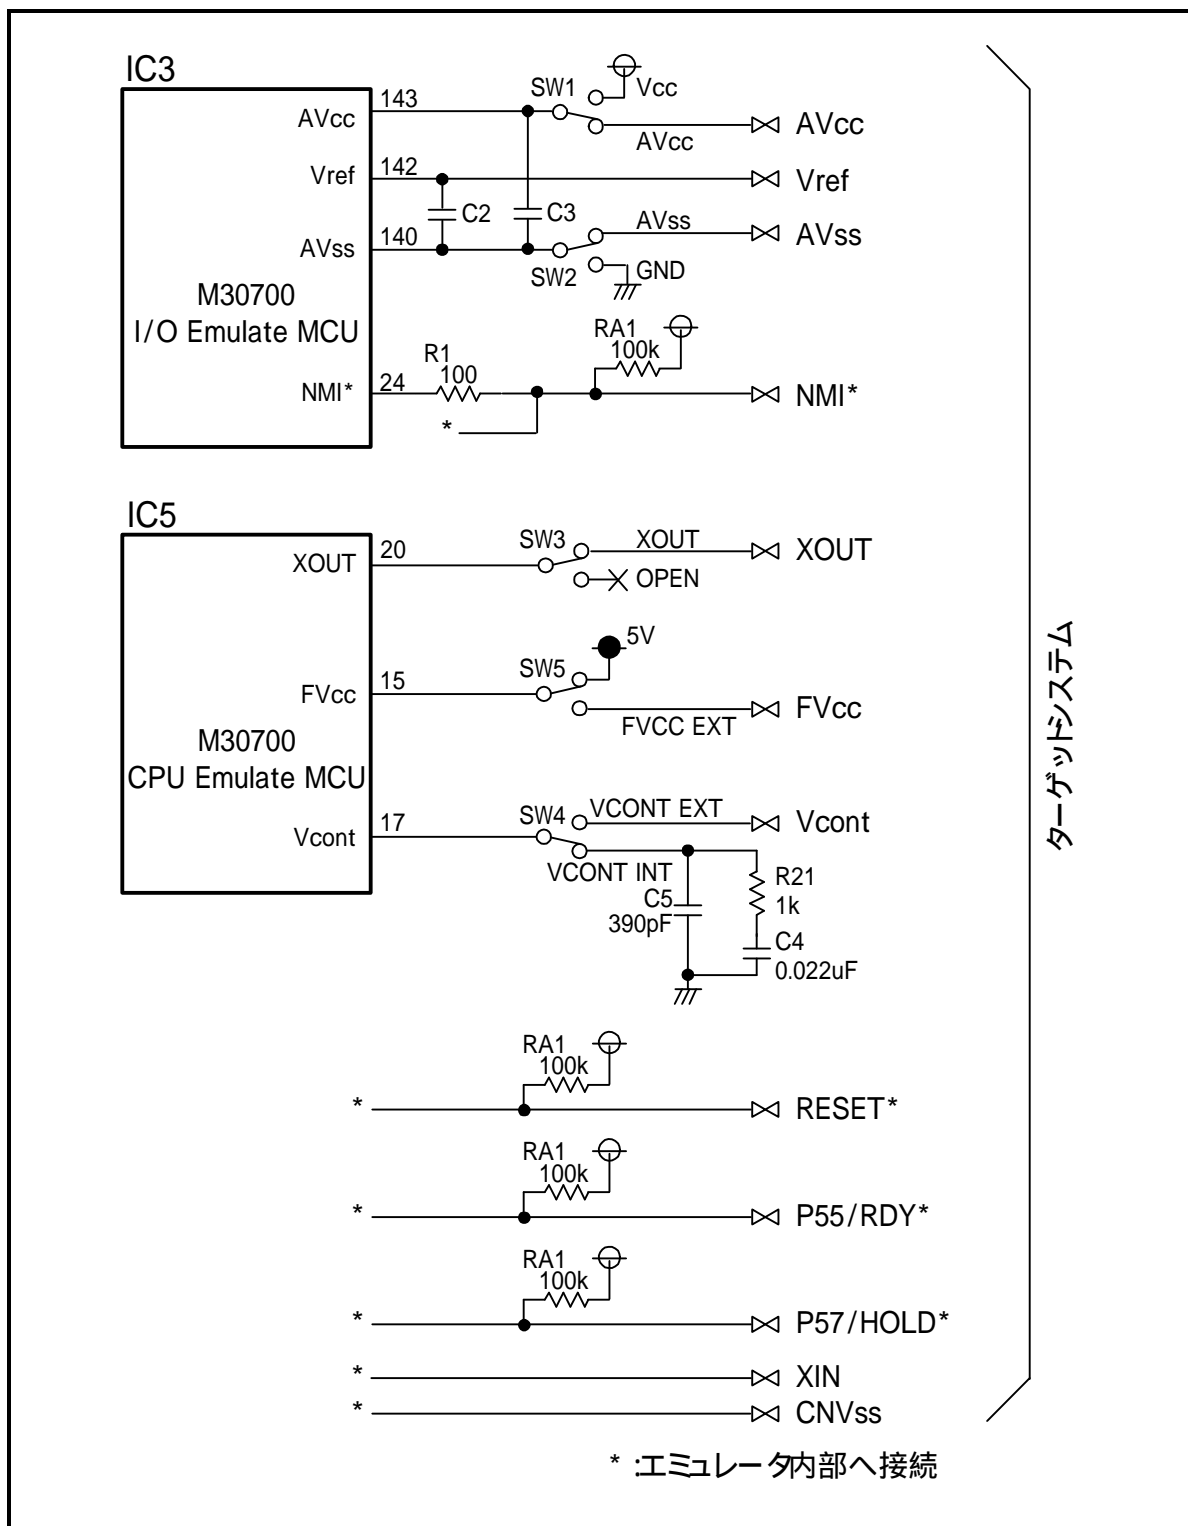 IC3
AVcc
143
SW1
Vcc
AVcc
AVcc
Vref
142
Vref
C2
C3
AVss
140
AVss
AVss
SW2
GND
M30700
I/O Emulate MCU
R1
100
RA1
100k
NMI*
24
NMI*
*
IC5
XOUT
20
SW3
XOUT
XOUT
OPEN
5V
SW5
FVcc
15
FVCC EXT
FVcc
M30700
CPU Emulate MCU
Vcont
17
SW4
VCONT EXT
Vcont
VCONT INT
C5
390pF
R21
1k
C4
0.022uF
RA1
100k
*
RESET*
RA1
100k
*
P55/RDY*
RA1
100k
*
P57/HOLD*
*
XIN
*
CNVss
ターゲットシステム
* :エミュレータ内部へ接続